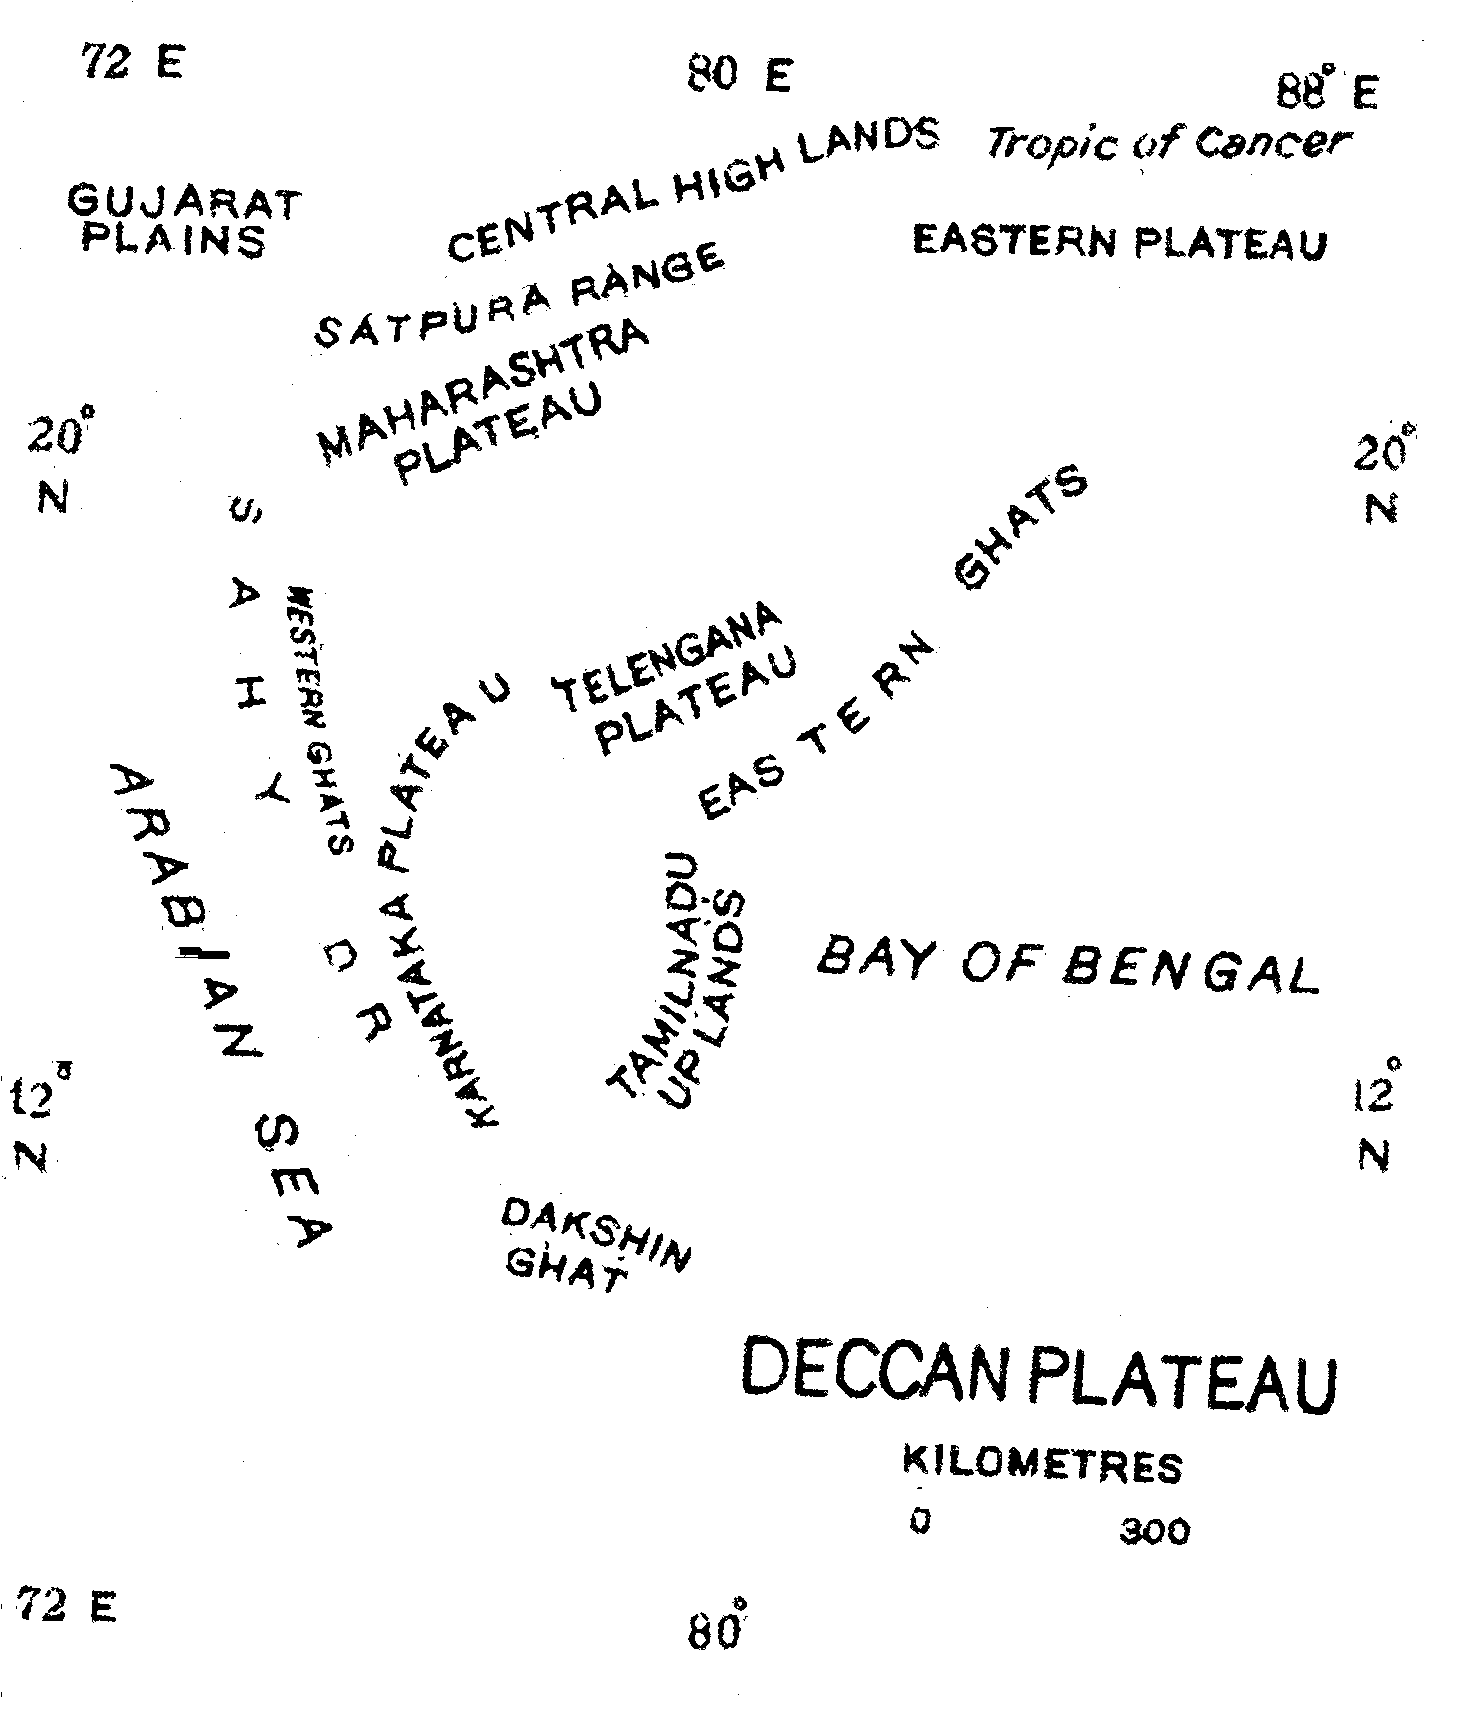 72 E
80 E
88° E
Tropic of Cancer
CENTRAL HIGH LANDS
GUJARAT
PLAINS
EASTERN PLATEAU
SATPURA RANGE
MAHARASHTRA
PLATEAU
20°
N
20°
N
SAHYDR
WESTERN GHATS
EASTERN GHATS
TELENGANA
PLATEAU
KARNATAKA PLATEAU
ARABIAN SEA
TAMILNADU
UPLANDS
BAY OF BENGAL
12°
N
12°
N
DAKSHIN
GHAT
DECCAN PLATEAU
KILOMETRES
0 300
72 E
80°